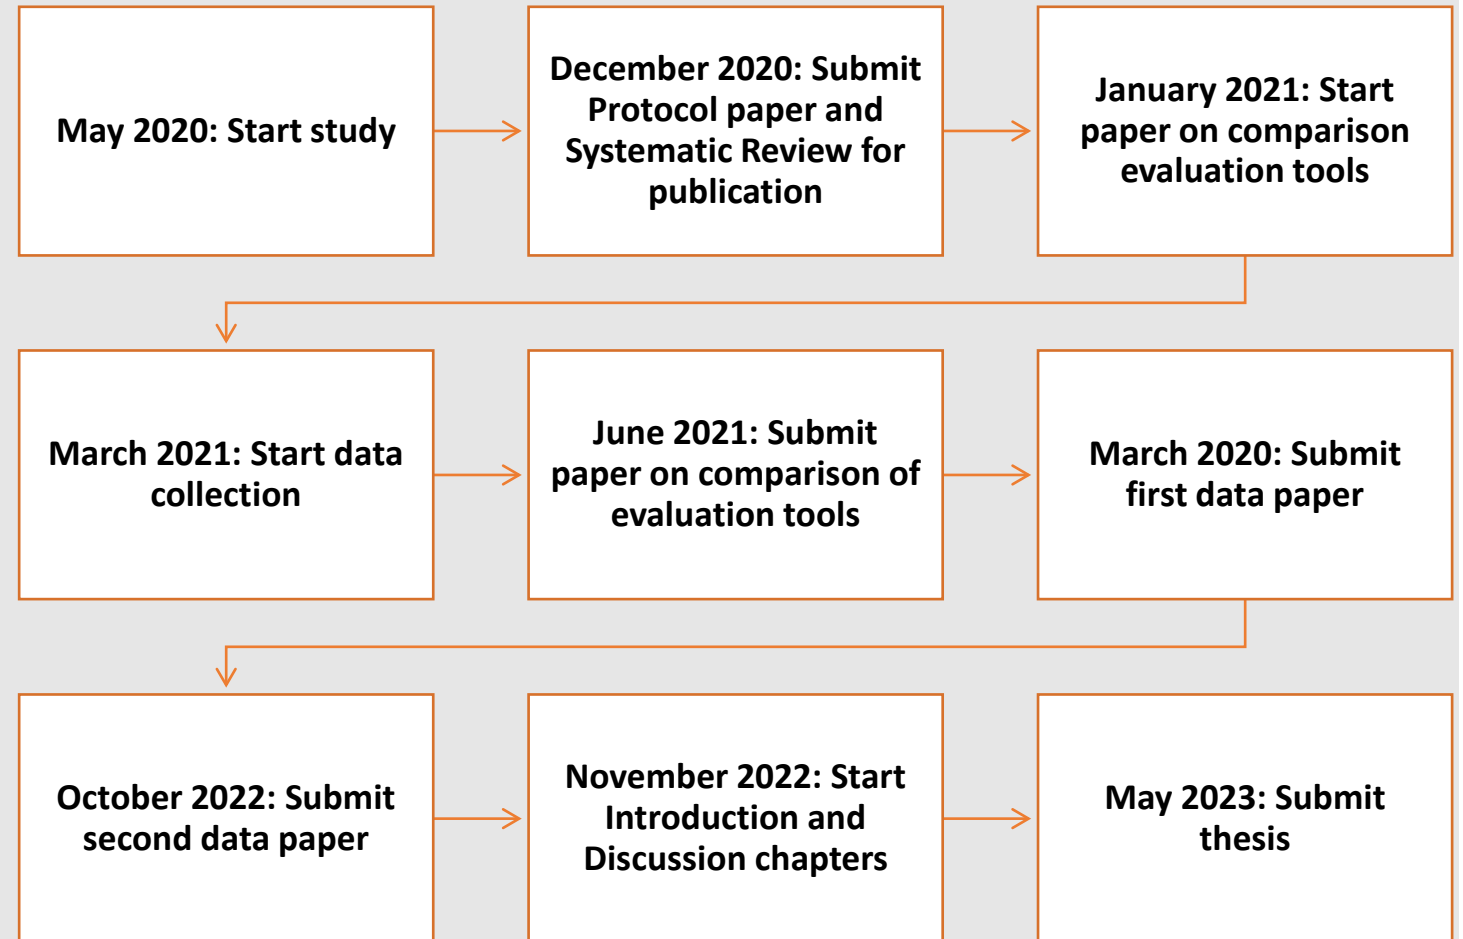 May 2020: Start study
December 2020: Submit
Protocol paper and
Systematic Review for
publication
January 2021: Start
paper on comparison
evaluation tools
March 2021: Start data
collection
June 2021: Submit
paper on comparison of
evaluation tools
March 2020: Submit
first data paper
October 2022: Submit
second data paper
November 2022: Start
Introduction and
Discussion chapters
May 2023: Submit
thesis